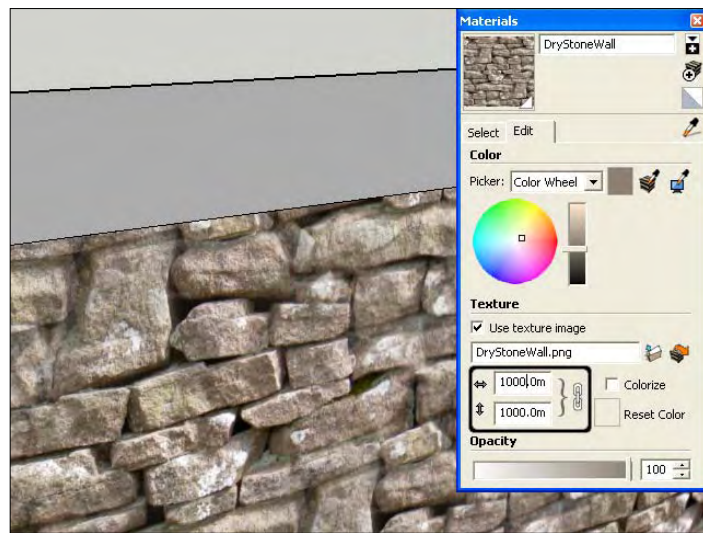 Materials
DryStoneWall
Select Edit
Color
Picker: Color Wheel
Texture
Use texture image
DryStoneWall.png
1000.0m
Colorize
1000.0m
Reset Color
Opacity
100